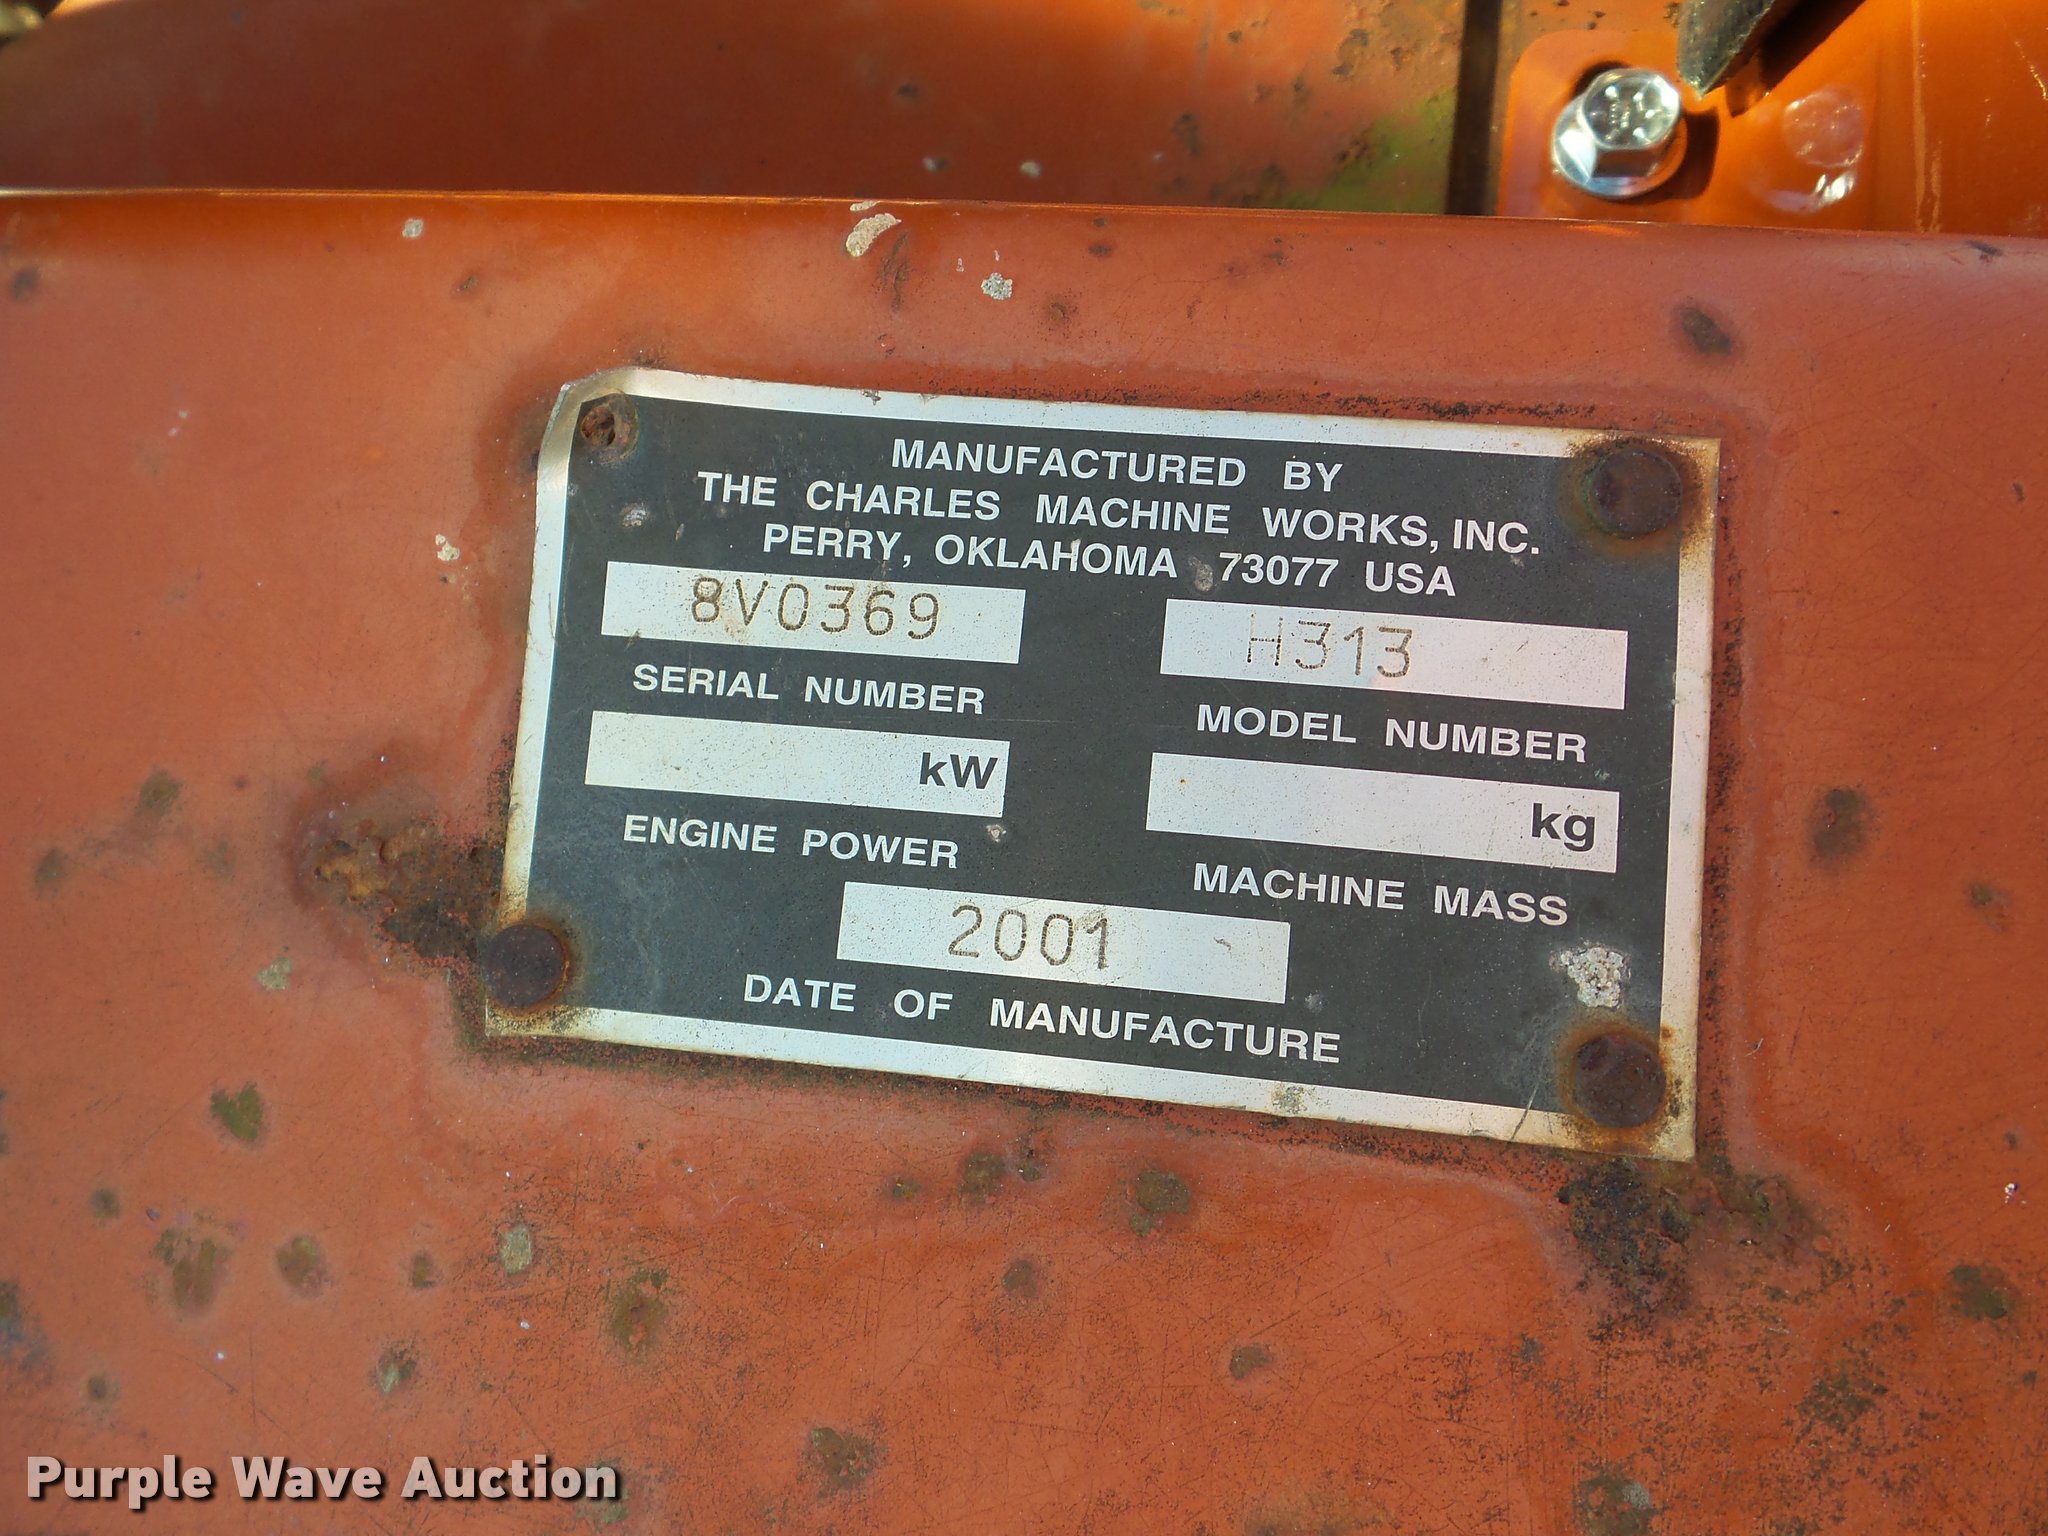 MANUFACTURED BY
THE CHARLES MACHINE WORKS, INC.
PERRY, OKLAHOMA 73077 USA
8V0369 H313
SERIAL NUMBER MODEL NUMBER
kW kg
ENGINE POWER MACHINE MASS
2001
DATE OF MANUFACTURE
Purple Wave Auction